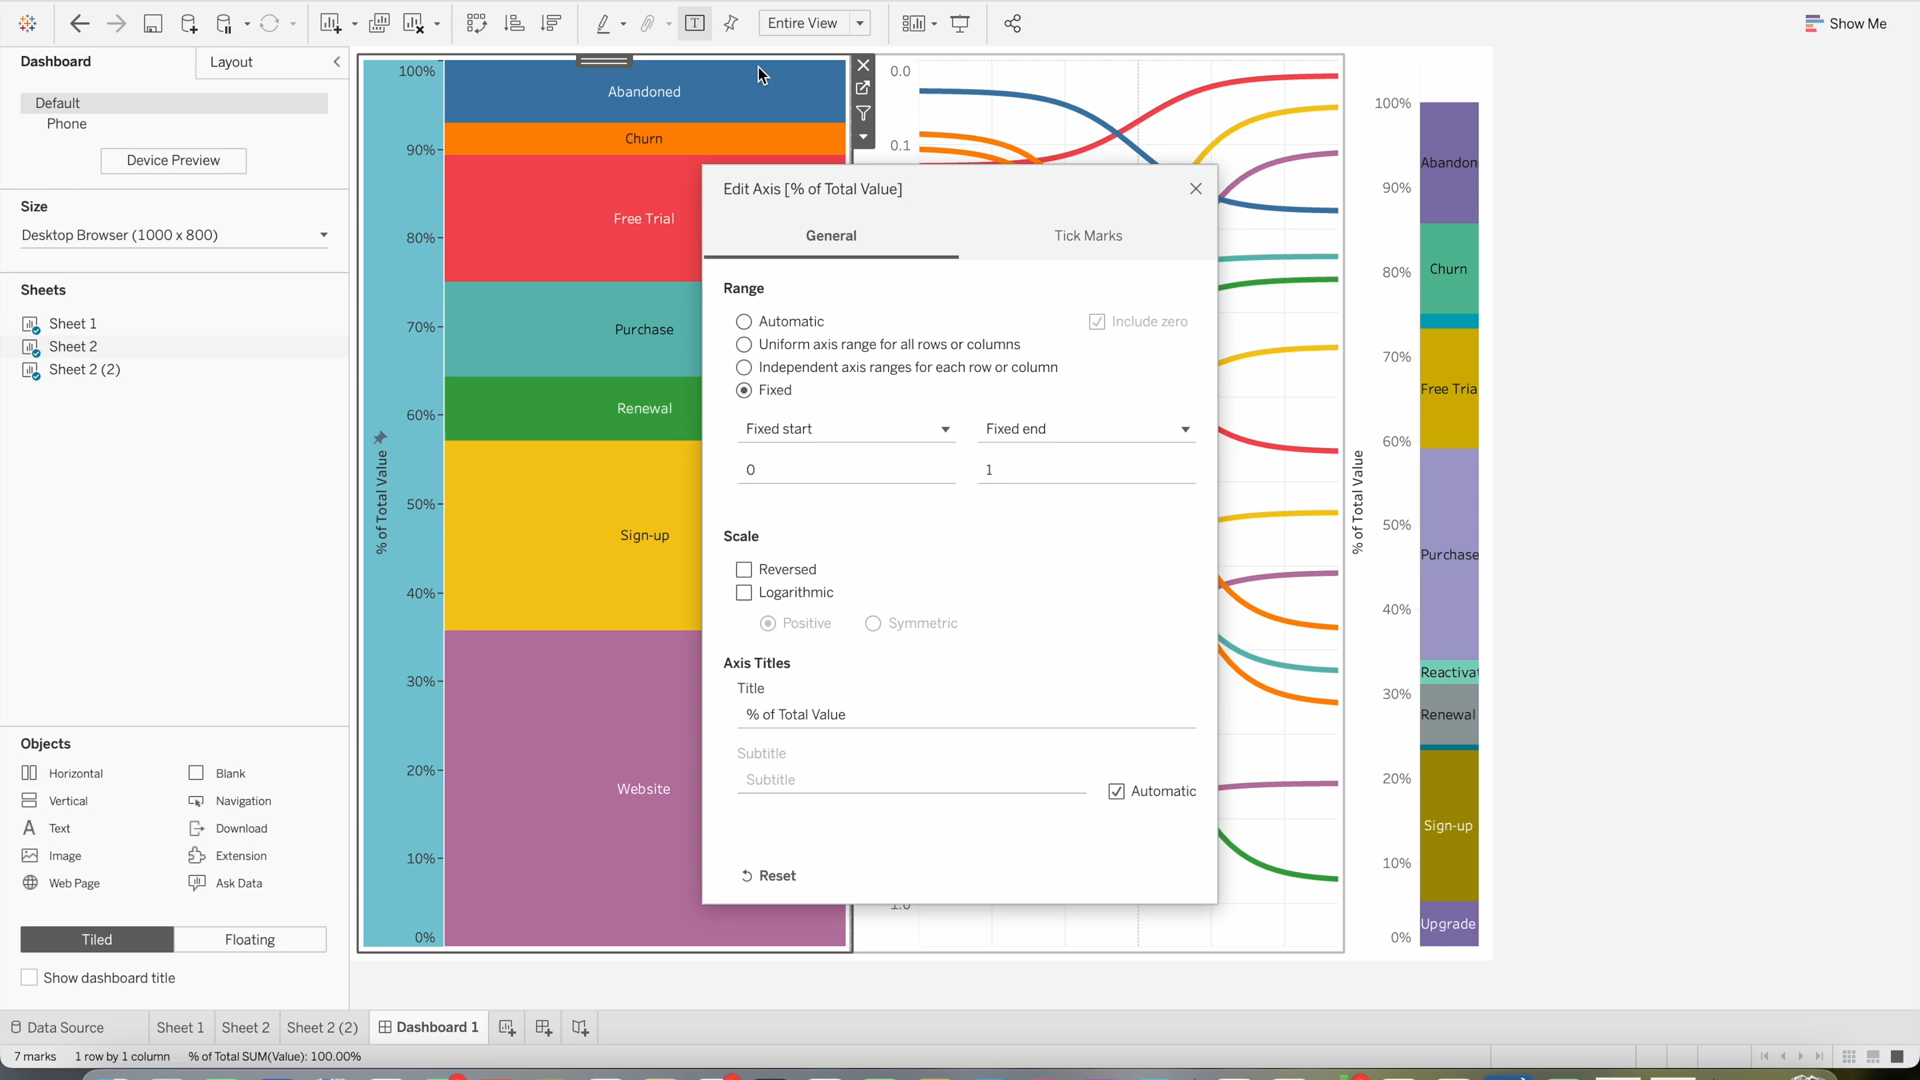 Entire View
Show Me
Dashboard
Layout
Default
Phone
Device Preview
Size
Desktop Browser (1000 x 800)
Sheets
Sheet 1
Sheet 2
Sheet 2 (2)
Objects
Horizontal
Blank
Vertical
Navigation
Text
Download
Image
Extension
Web Page
Ask Data
Tiled
Floating
Show dashboard title
% of Total Value
100%
90%
80%
70%
60%
50%
40%
30%
20%
10%
0%
Abandoned
Churn
Free Trial
Purchase
Renewal
Sign-up
Website
0.0
0.1
1.0
Edit Axis [% of Total Value]
General
Tick Marks
Range
Automatic
Include zero
Uniform axis range for all rows or columns
Independent axis ranges for each row or column
Fixed
Fixed start
Fixed end
0
1
Scale
Reversed
Logarithmic
Positive
Symmetric
Axis Titles
Title
% of Total Value
Subtitle
Subtitle
Automatic
Reset
% of Total Value
100%
90%
80%
70%
60%
50%
40%
30%
20%
10%
0%
Abandon
Churn
Free Tria
Purchase
Reactivat
Renewal
Sign-up
Upgrade
Data Source
Sheet 1
Sheet 2
Sheet 2 (2)
Dashboard 1
7 marks
1 row by 1 column
% of Total SUM(Value): 100.00%